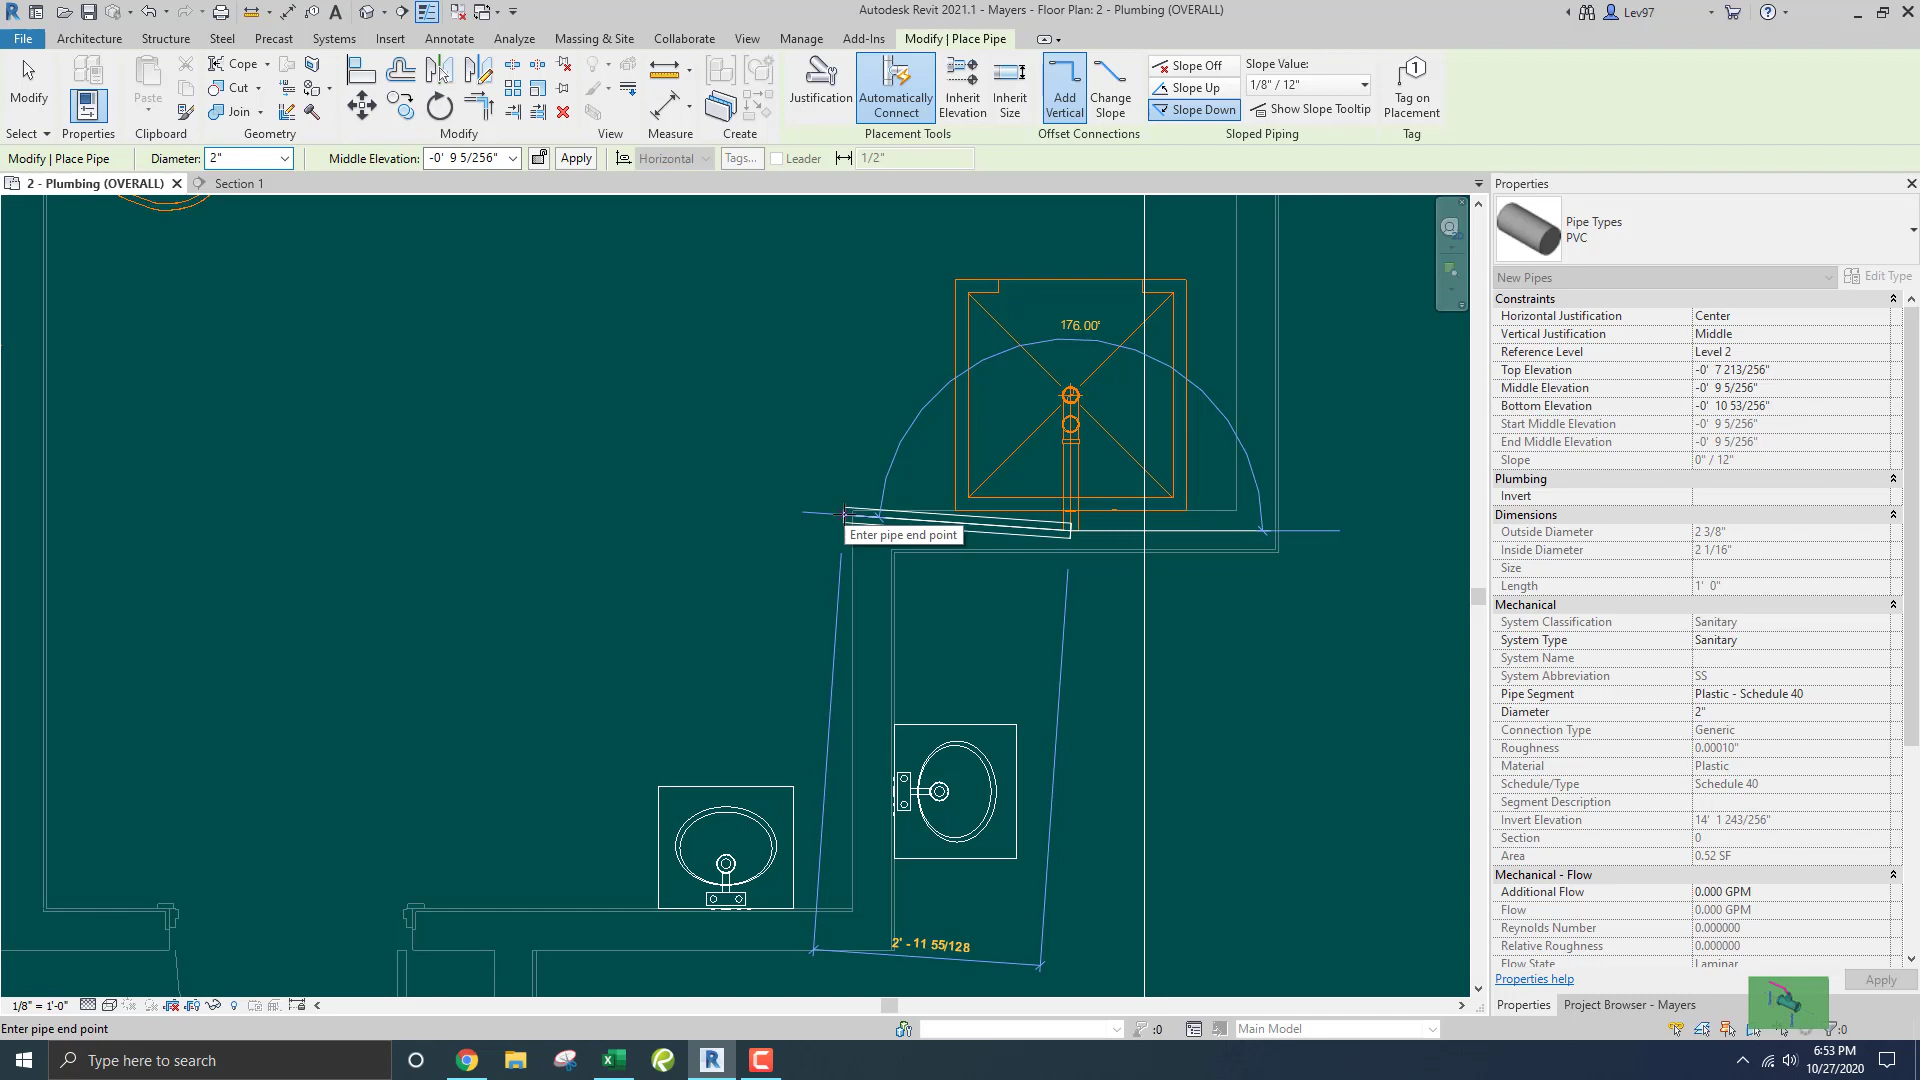 Autodesk Revit 2021.1 - Mayers - Floor Plan: 2 - Plumbing (OVERALL)
Lev97
File
Architecture
Structure
Steel
Precast
Systems
Insert
Annotate
Analyze
Massing & Site
Collaborate
View
Manage
Add-Ins
Modify | Place Pipe
Modify
Paste
Cope
Cut
Join
Justification
Automatically Connect
Inherit Elevation
Inherit Size
Add Vertical
Change Slope
Slope Off
Slope Up
Slope Down
Slope Value:
1/8" / 12"
Show Slope Tooltip
Tag on Placement
Select
Properties
Clipboard
Geometry
Modify
View
Measure
Create
Placement Tools
Offset Connections
Sloped Piping
Tag
Modify | Place Pipe
Diameter: 2"
Middle Elevation: -0' 9 5/256"
Apply
Horizontal
Tags...
Leader
1/2"
2 - Plumbing (OVERALL)
Section 1
176.00°
Enter pipe end point
2' - 11 55/128
Properties
Pipe Types
PVC
New Pipes
Edit Type
Constraints
Horizontal Justification Center
Vertical Justification Middle
Reference Level Level 2
Top Elevation -0' 7 213/256"
Middle Elevation -0' 9 5/256"
Bottom Elevation -0' 10 53/256"
Start Middle Elevation -0' 9 5/256"
End Middle Elevation -0' 9 5/256"
Slope 0" / 12"
Plumbing
Invert
Dimensions
Outside Diameter 2 3/8"
Inside Diameter 2 1/16"
Size
Length 1' 0"
Mechanical
System Classification Sanitary
System Type Sanitary
System Name
System Abbreviation SS
Pipe Segment Plastic - Schedule 40
Diameter 2"
Connection Type Generic
Roughness 0.00010"
Material Plastic
Schedule/Type Schedule 40
Segment Description
Invert Elevation 14' 1 243/256"
Section 0
Area 0.52 SF
Mechanical - Flow
Additional Flow 0.000 GPM
Flow 0.000 GPM
Reynolds Number 0.000000
Relative Roughness 0.000000
Flow State Laminar
Properties help
Apply
Properties
Project Browser - Mayers
1/8" = 1'-0"
Enter pipe end point
:0
Main Model
:0
Type here to search
6:53 PM
10/27/2020